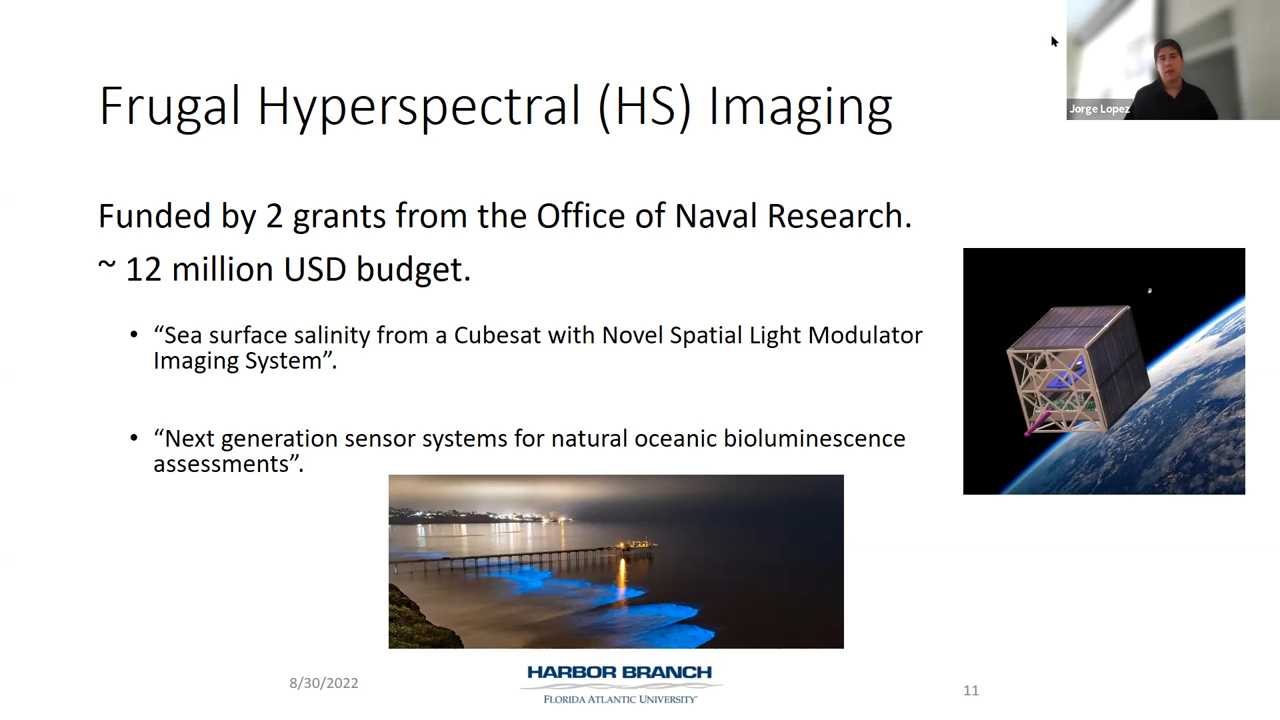 Frugal Hyperspectral (HS) Imaging
Jorge Lopez
Funded by 2 grants from the Office of Naval Research.
~ 12 million USD budget.
• “Sea surface salinity from a Cubesat with Novel Spatial Light Modulator
Imaging System”.
• “Next generation sensor systems for natural oceanic bioluminescence
assessments”.
8/30/2022
HARBOR BRANCH
FLORIDA ATLANTIC UNIVERSITY
11